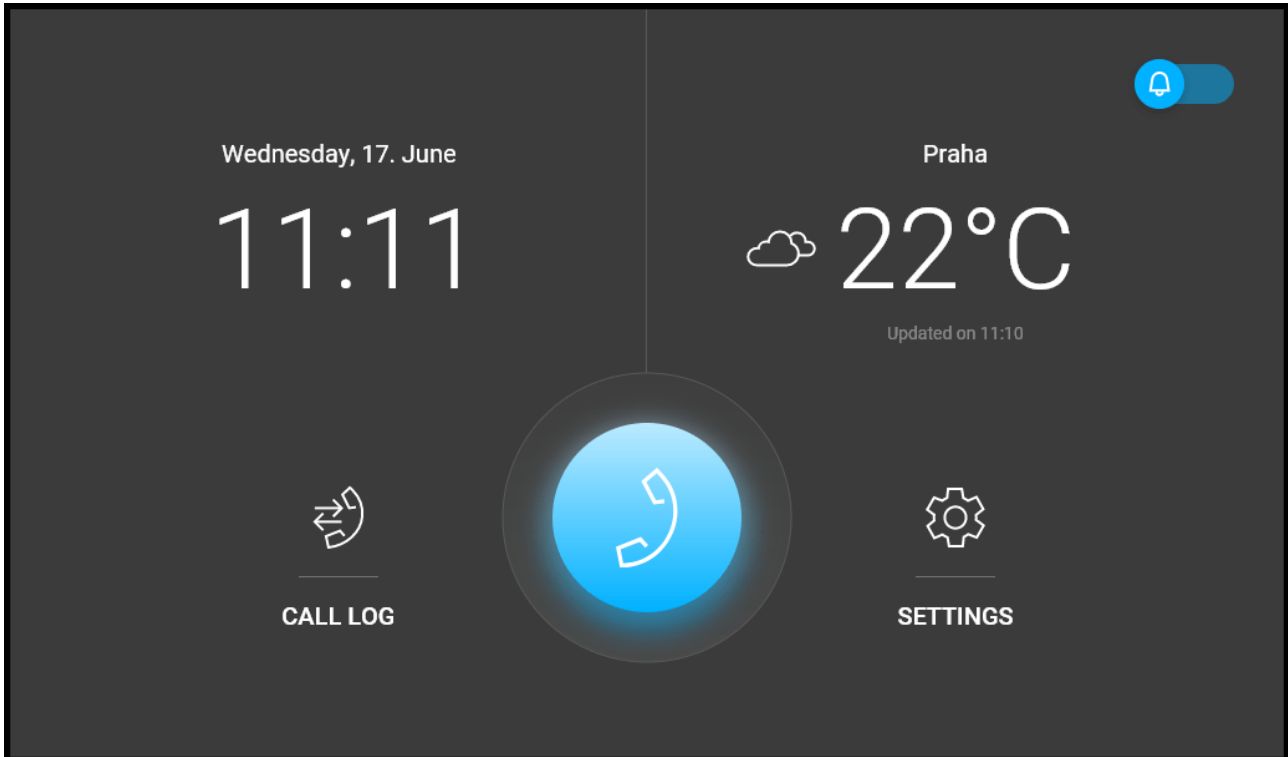 Wednesday, 17. June
11:11
Praha
22°C
Updated on 11:10
CALL LOG
SETTINGS